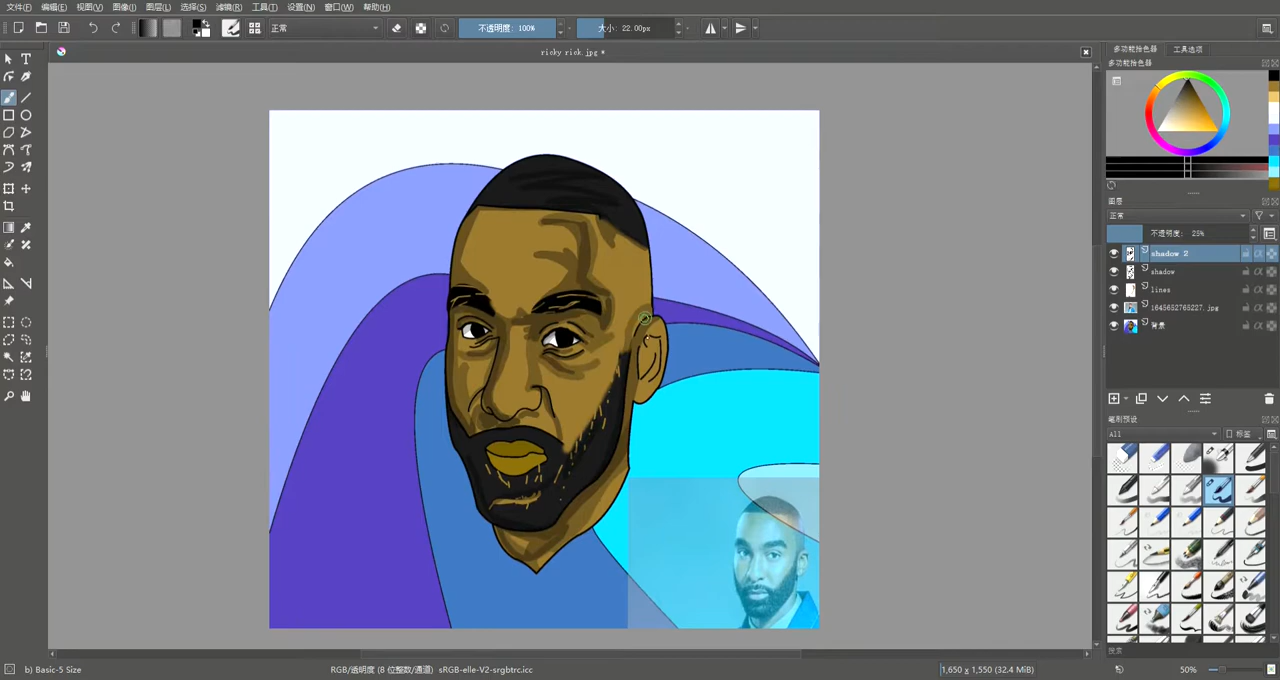 文件(F) 编辑(E) 视图(V) 图像(I) 图层(L) 选择(S) 滤镜(R) 工具(T) 设置(N) 窗口(W) 帮助(H)
正常 不透明度: 100% 大小: 22.00px
ricky rick.jpg *
多功能拾色器 工具选项
多功能拾色器
图层
正常
不透明度: 25%
shadow 2
shadow
lines
1645652765227.jpg
背景
笔刷预设
All 标签
搜索
b) Basic-5 Size RGB/透明度 (8 位整数/通道) sRGB-elle-V2-srgbtrc.icc 1,650 x 1,550 (32.4 MiB) 50%